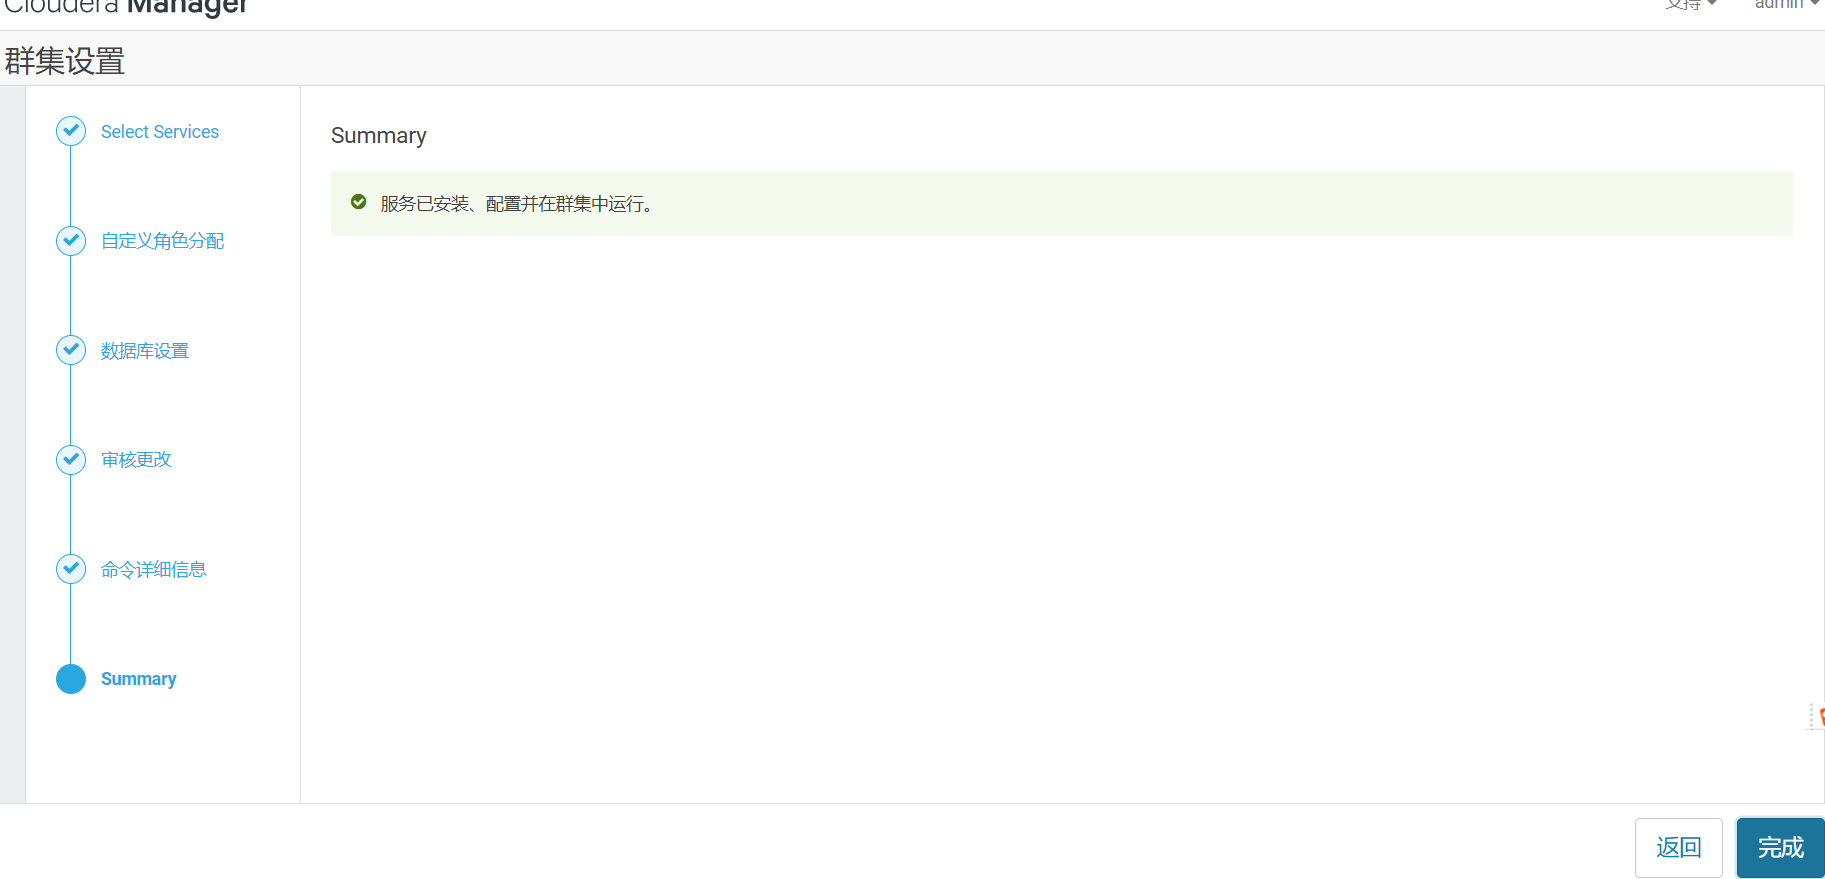 Cloudera Manager
支持
admin
群集设置
Select Services
自定义角色分配
数据库设置
审核更改
命令详细信息
Summary
Summary
服务已安装、配置并在群集中运行。
返回
完成